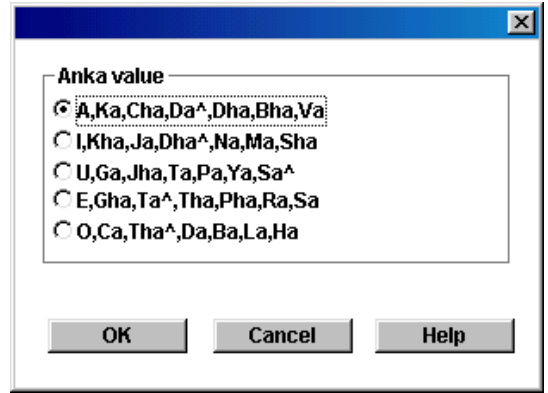 Anka value
A,Ka,Cha,Da^,Dha,Bha,Va
I,Kha,Ja,Dha^,Na,Ma,Sha
U,Ga,Jha,Ta,Pa,Ya,Sa^
E,Gha,Ta^,Tha,Pha,Ra,Sa
O,Ca,Tha^,Da,Ba,La,Ha
OK Cancel Help